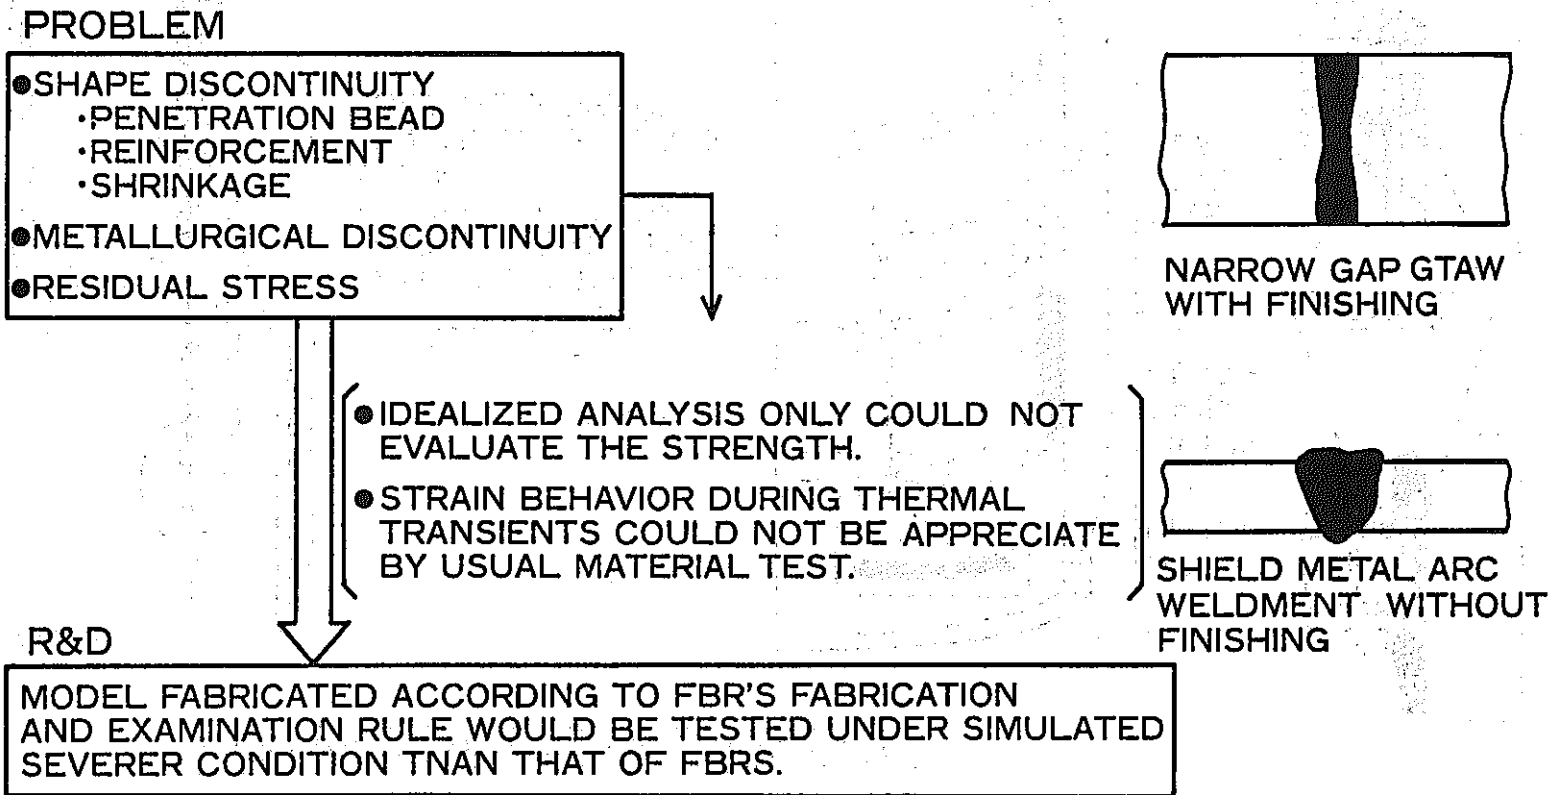 PROBLEM
●SHAPE DISCONTINUITY
・PENETRATION BEAD
・REINFORCEMENT
・SHRINKAGE
●METALLURGICAL DISCONTINUITY
●RESIDUAL STRESS
NARROW GAP GTAW
WITH FINISHING
●IDEALIZED ANALYSIS ONLY COULD NOT
EVALUATE THE STRENGTH.
●STRAIN BEHAVIOR DURING THERMAL
TRANSIENTS COULD NOT BE APPRECIATE
BY USUAL MATERIAL TEST.
SHIELD METAL ARC
WELDMENT WITHOUT
FINISHING
R&D
MODEL FABRICATED ACCORDING TO FBR'S FABRICATION
AND EXAMINATION RULE WOULD BE TESTED UNDER SIMULATED
SEVERER CONDITION TNAN THAT OF FBRS.